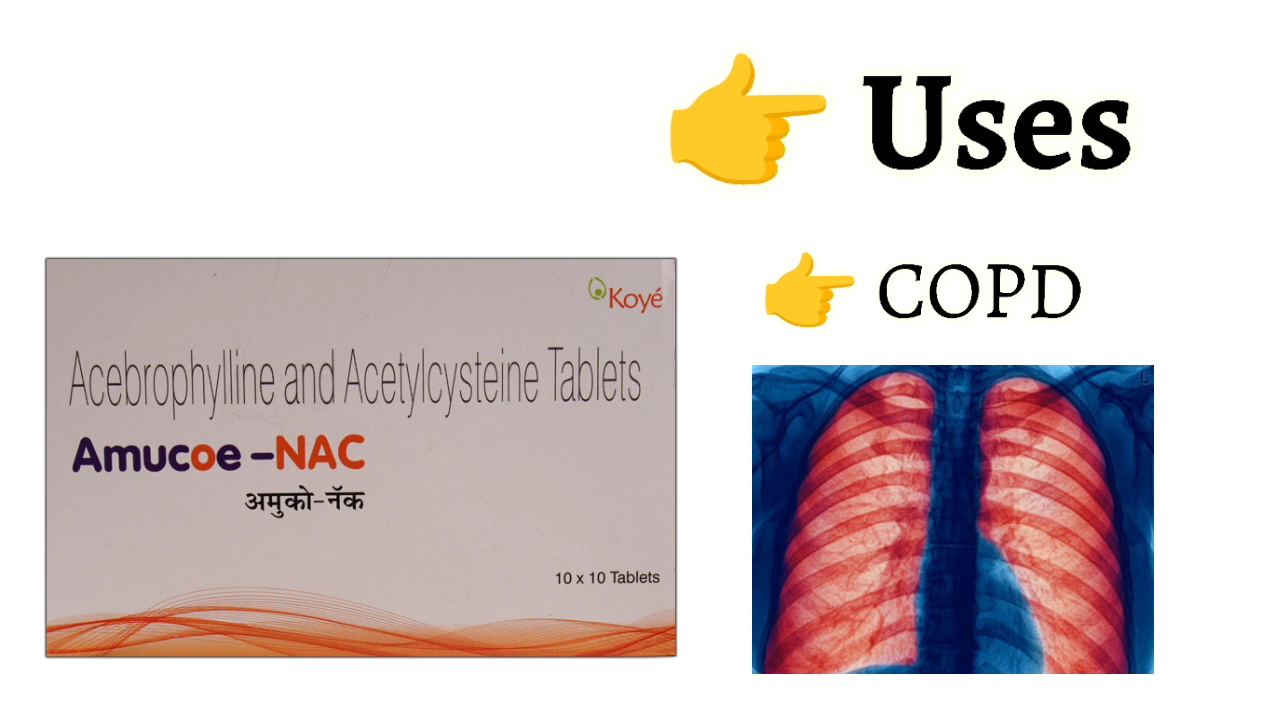 Uses
COPD
Koyé
Acebrophylline and Acetylcysteine Tablets
Amucoe-NAC
अमुको-नॅक
10 x 10 Tablets